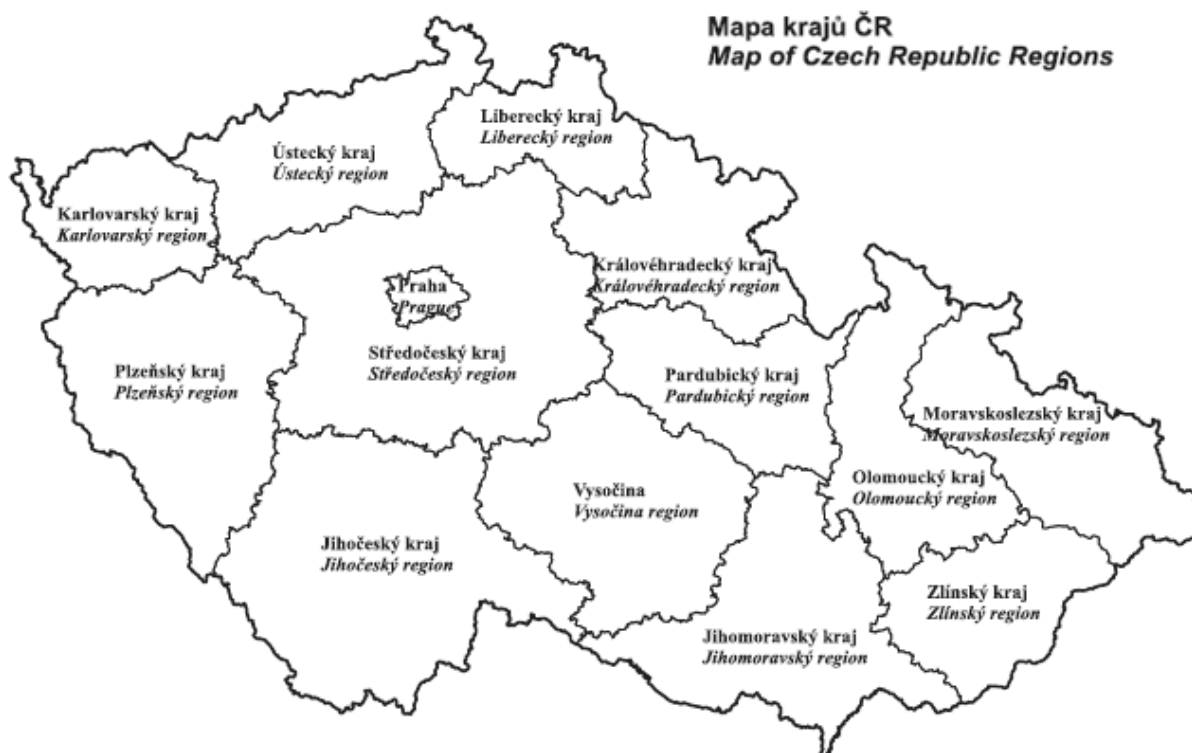 Mapa krajů ČR
Map of Czech Republic Regions
Liberecký kraj
Liberecký region
Ústecký kraj
Ústecký region
Karlovarský kraj
Karlovarský region
Královéhradecký kraj
Královéhradecký region
Praha
Prague
Středočeský kraj
Středočeský region
Plzeňský kraj
Plzeňský region
Pardubický kraj
Pardubický region
Moravskoslezský kraj
Moravskoslezský region
Olomoucký kraj
Olomoucký region
Vysočina
Vysočina region
Jihočeský kraj
Jihočeský region
Zlínský kraj
Zlínský region
Jihomoravský kraj
Jihomoravský region